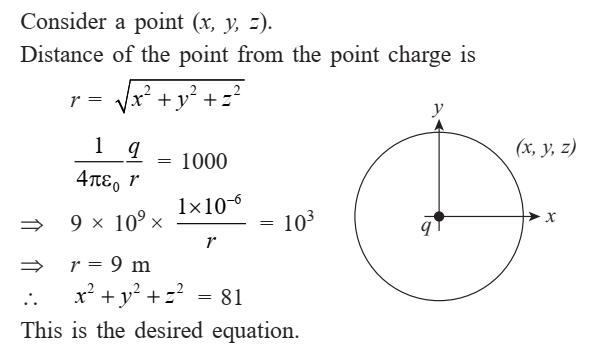 Consider a point (x, y, z).
Distance of the point from the point charge is
r = √(x² + y² + z²)
1/(4πε₀) q/r = 1000
⇒ 9 × 10⁹ × (1×10⁻⁶)/r = 10³
⇒ r = 9 m
∴ x² + y² + z² = 81
This is the desired equation.
y
(x, y, z)
x
q